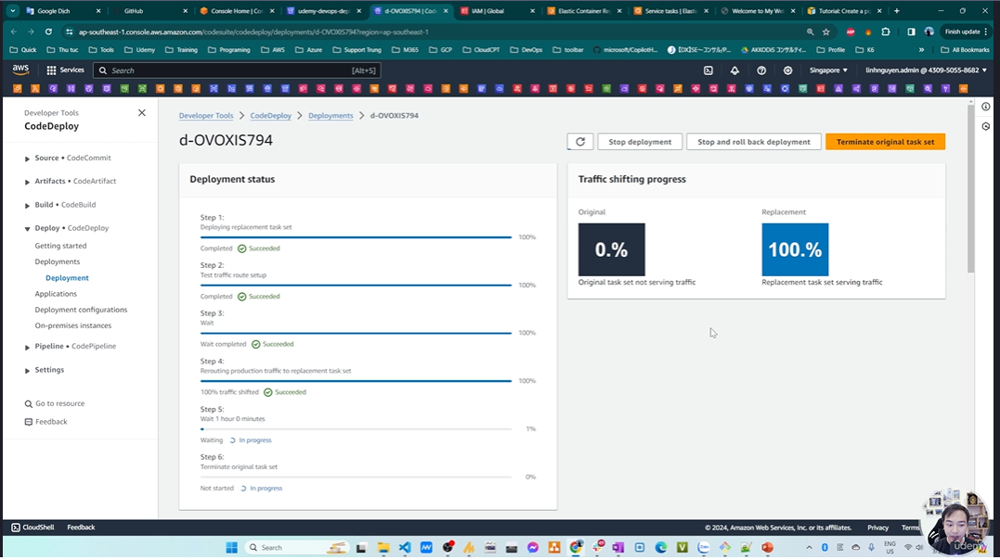 Google Dich
GitHub
Console Home | Co
udemy-devops-dep
d-OVOXIS794 | Cod
IAM | Global
Elastic Container Re
Service tasks | Elasti
Welcome to My We
Tutorial: Create a p
ap-southeast-1.console.aws.amazon.com/codesuite/codedeploy/deployments/d-OVOXIS794?region=ap-southeast-1
ABP
Finish update
Quick
Thu tuc
Tools
Udemy
Training
Programing
AWS
Azure
Support Trung
M365
GCP
CloudCPT
DevOps
toolbar
microsoft/CopilotH...
AKKODiS コンサルティ...
Profile
K6
All Bookmarks
aws
Services
Search
[Alt+S]
Singapore
linhnguyen.admin @ 4309-5055-8682
Developer Tools
CodeDeploy
Source • CodeCommit
Artifacts • CodeArtifact
Build • CodeBuild
Deploy • CodeDeploy
Getting started
Deployments
Deployment
Applications
Deployment configurations
On-premises instances
Pipeline • CodePipeline
Settings
Go to resource
Feedback
Developer Tools > CodeDeploy > Deployments > d-OVOXIS794
d-OVOXIS794
Stop deployment
Stop and roll back deployment
Terminate original task set
Deployment status
Step 1:
Deploying replacement task set
100%
Completed Succeeded
Step 2:
Test traffic route setup
100%
Completed Succeeded
Step 3:
Wait
100%
Wait completed Succeeded
Step 4:
Rerouting production traffic to replacement task set
100%
100% traffic shifted Succeeded
Step 5:
Wait 1 hour 0 minutes
1%
Waiting In progress
Step 6:
Terminate original task set
0%
Not started In progress
Traffic shifting progress
Original
0.%
Original task set not serving traffic
Replacement
100.%
Replacement task set serving traffic
CloudShell
Feedback
© 2024, Amazon Web Services, Inc. or its affiliates.
Privacy
Terms
Search
ENG
US
udemy